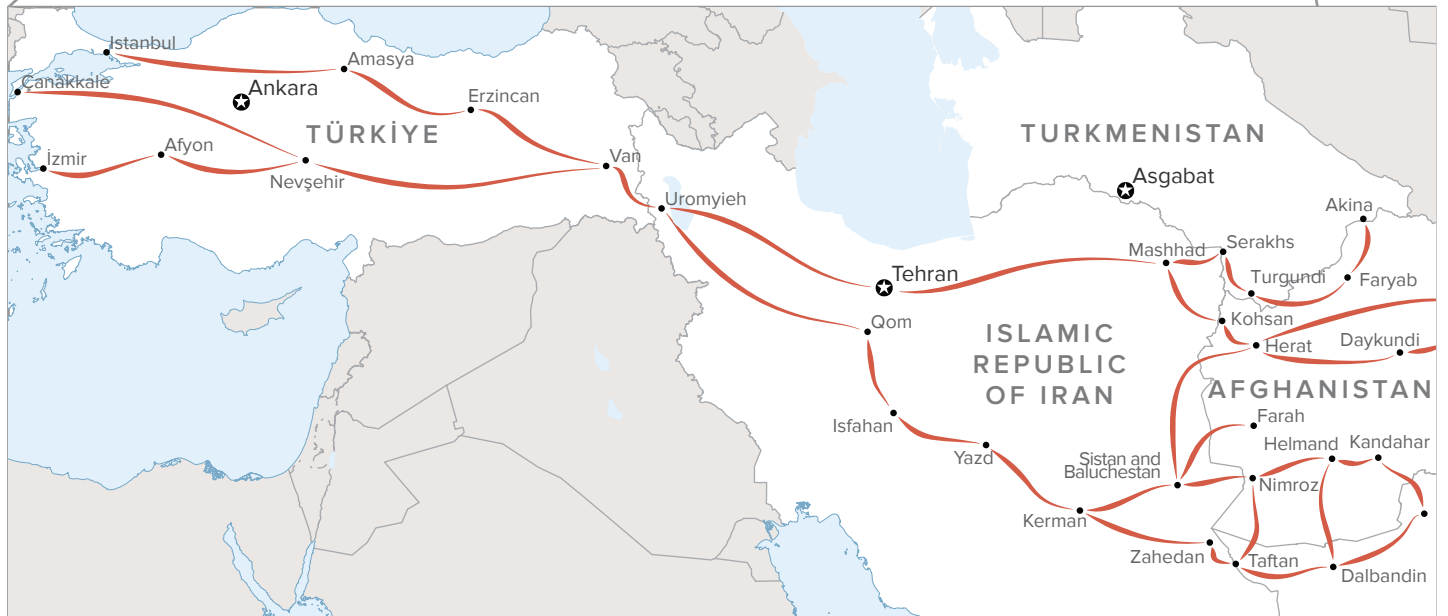 Istanbul
Amasya
Çanakkale
Ankara
Erzincan
TÜRKİYE
TURKMENISTAN
Afyon
İzmir
Van
Nevşehir
Asgabat
Uromyieh
Akina
Mashhad
Serakhs
Tehran
Turgundi
Faryab
Qom
Kohsan
ISLAMIC
REPUBLIC
OF IRAN
Herat
Daykundi
AFGHANISTAN
Isfahan
Farah
Yazd
Sistan and
Baluchestan
Helmand
Kandahar
Nimroz
Kerman
Zahedan
Taftan
Dalbandin